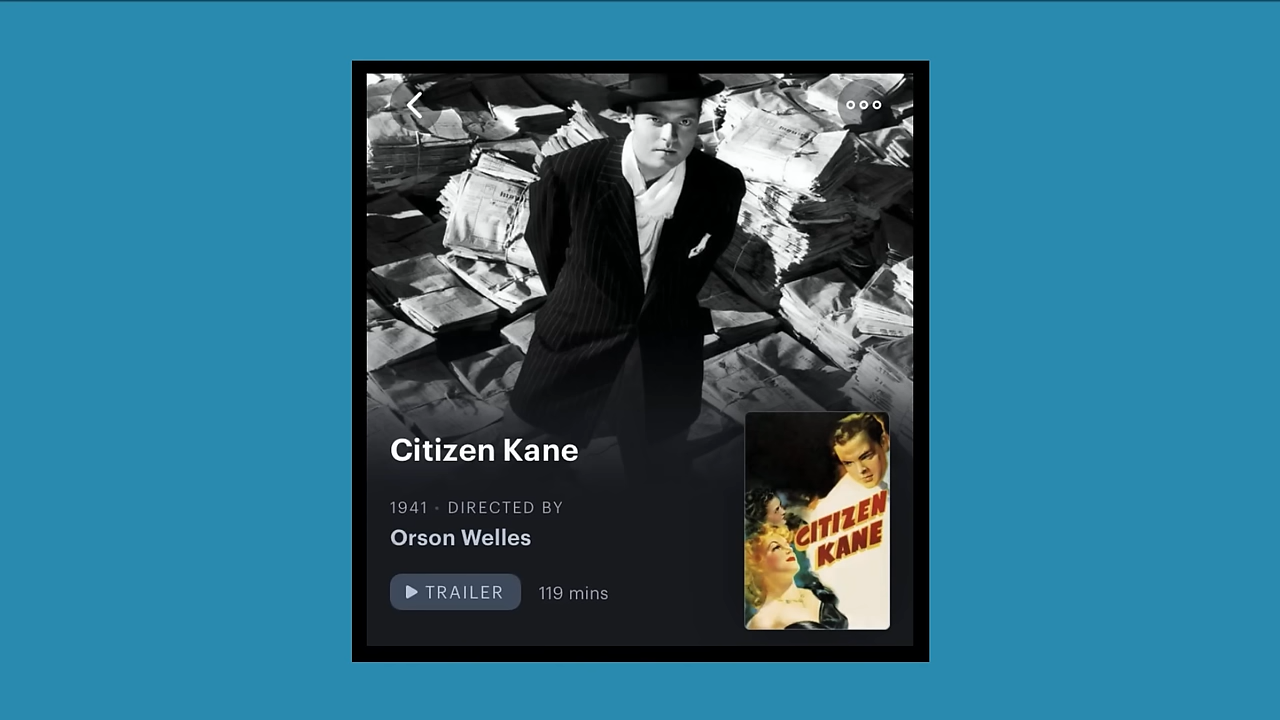 Citizen Kane
1941 • DIRECTED BY
Orson Welles
TRAILER
119 mins
CITIZEN
KANE